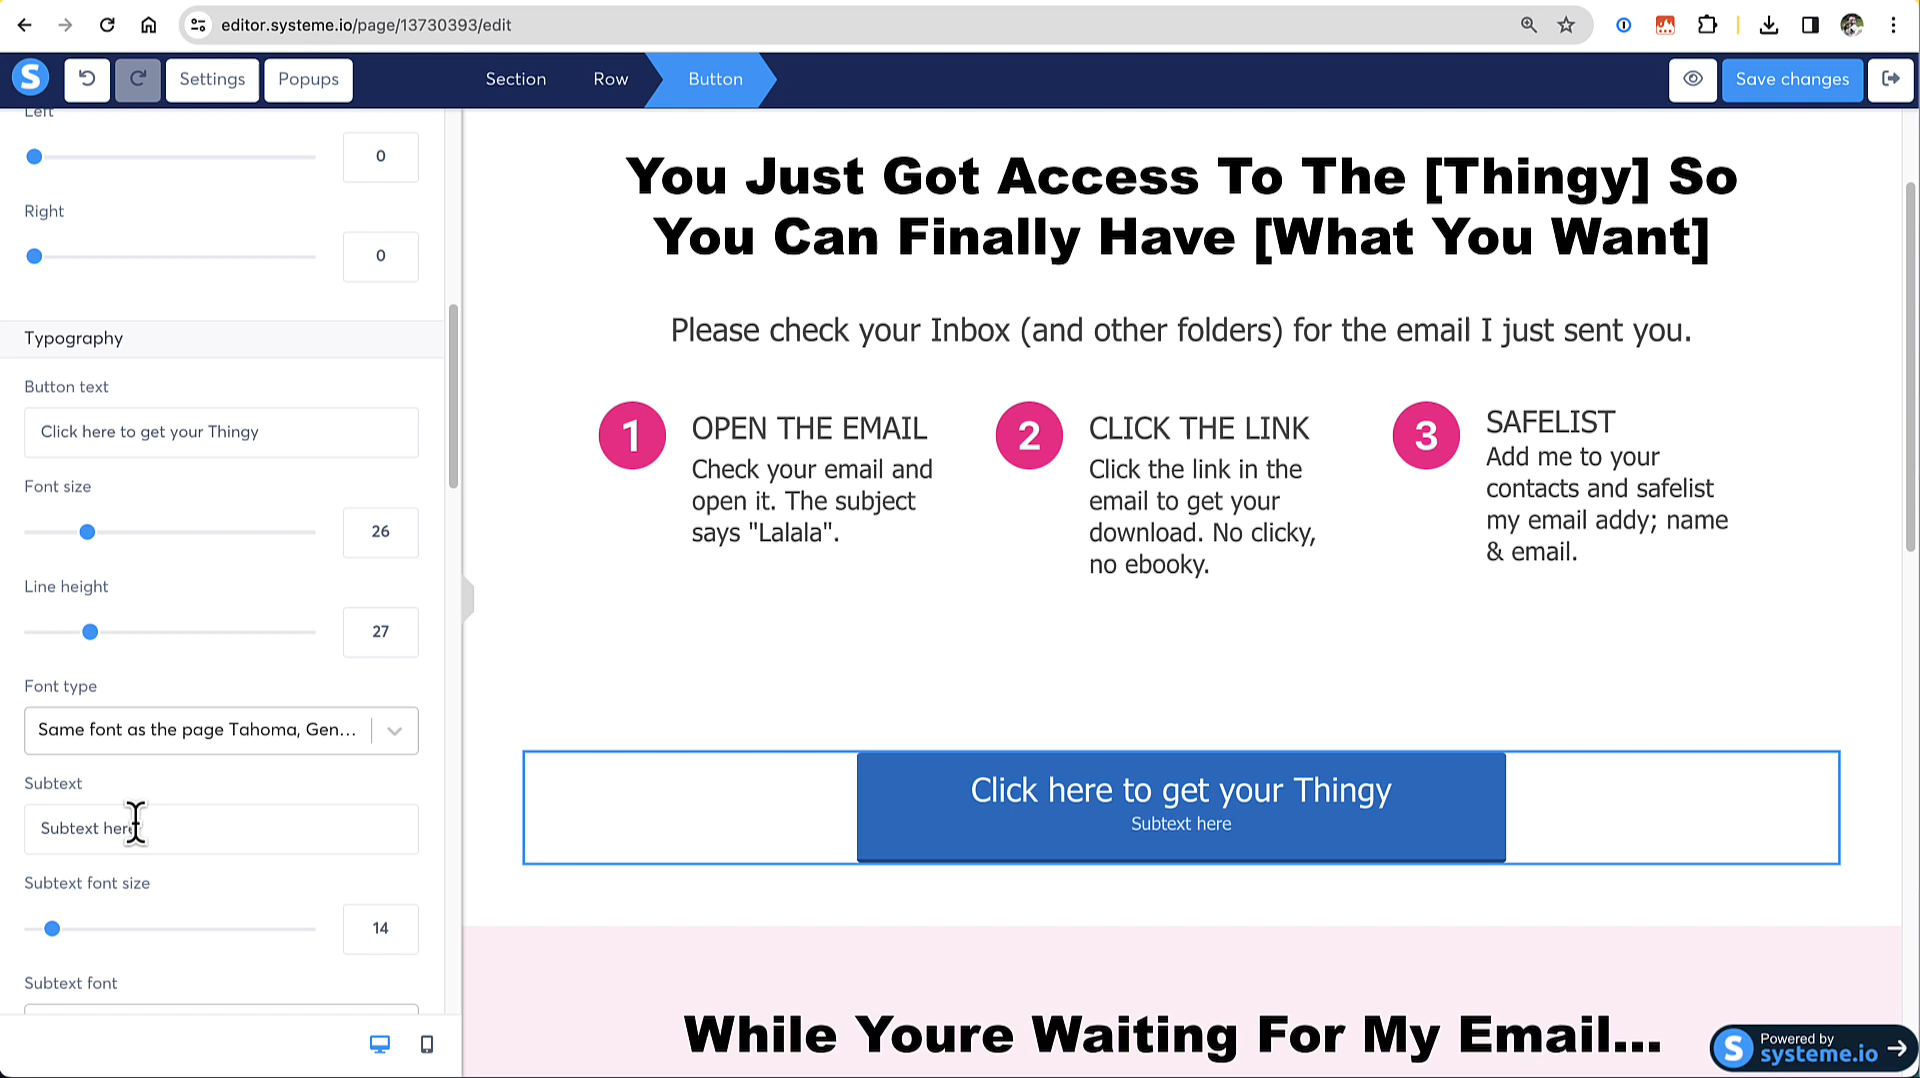 editor.systeme.io/page/13730393/edit
S
Settings
Popups
Section
Row
Button
Save changes
Left
0
Right
0
Typography
Button text
Click here to get your Thingy
Font size
26
Line height
27
Font type
Same font as the page Tahoma, Gen...
Subtext
Subtext here
Subtext font size
14
Subtext font
You Just Got Access To The [Thingy] So
You Can Finally Have [What You Want]
Please check your Inbox (and other folders) for the email I just sent you.
1
OPEN THE EMAIL
Check your email and
open it. The subject
says "Lalala".
2
CLICK THE LINK
Click the link in the
email to get your
download. No clicky,
no ebooky.
3
SAFELIST
Add me to your
contacts and safelist
my email addy; name
& email.
Click here to get your Thingy
Subtext here
While Youre Waiting For My Email...
S
Powered by
systeme.io